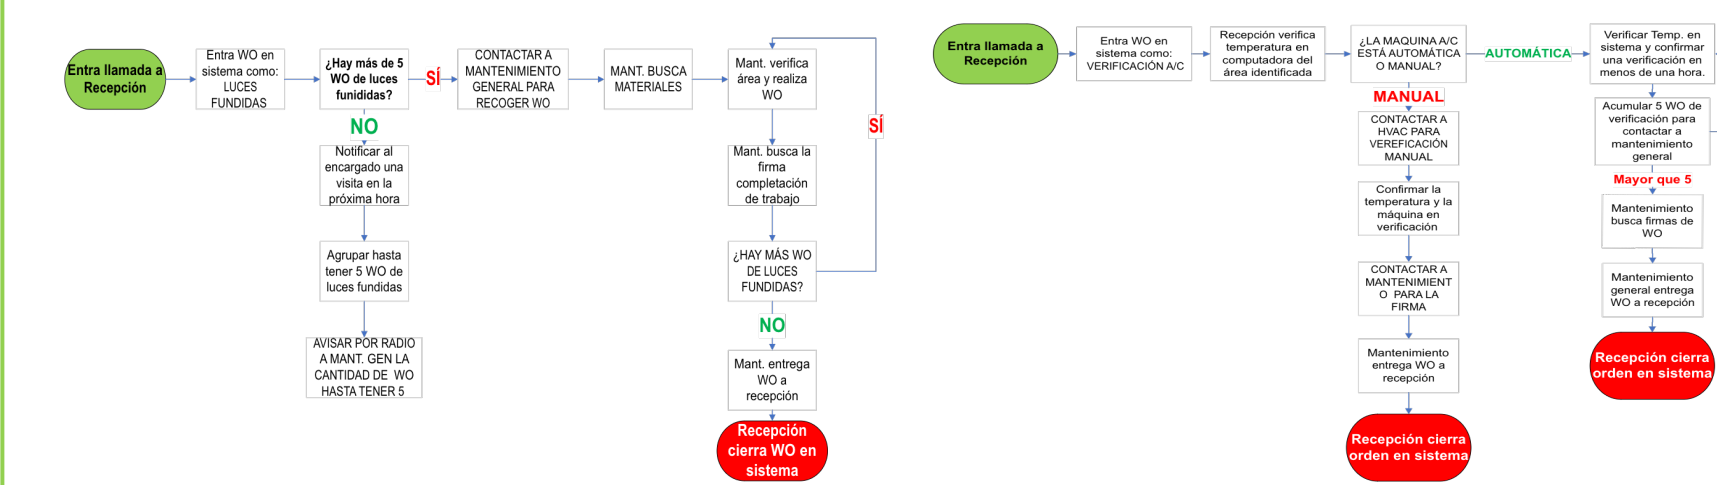 Entra llamada a
Recepción
Entra WO en
sistema como:
LUCES
FUNDIDAS
¿Hay más de 5
WO de luces
funididas?
SÍ
CONTACTAR A
MANTENIMIENTO
GENERAL PARA
RECOGER WO
MANT. BUSCA
MATERIALES
Mant. verifica
área y realiza
WO
SÍ
NO
Notificar al
encargado una
visita en la
próxima hora
Agrupar hasta
tener 5 WO de
luces fundidas
AVISAR POR RADIO
A MANT. GEN LA
CANTIDAD DE WO
HASTA TENER 5
Mant. busca la
firma
completación
de trabajo
¿HAY MÁS WO
DE LUCES
FUNDIDAS?
NO
Mant. entrega
WO a
recepción
Recepción
cierra WO en
sistema
Entra llamada a
Recepción
Entra WO en
sistema como:
VERIFICACIÓN A/C
Recepción verifica
temperatura en
computadora del
área identificada
¿LA MAQUINA A/C
ESTÁ AUTOMÁTICA
O MANUAL?
AUTOMÁTICA
Verificar Temp. en
sistema y confirmar
una verificación en
menos de una hora.
MANUAL
CONTACTAR A
HVAC PARA
VEREFICACIÓN
MANUAL
Confirmar la
temperatura y la
máquina en
verificación
CONTACTAR A
MANTENIMIENT
O PARA LA
FIRMA
Mantenimiento
entrega WO a
recepción
Recepción cierra
orden en sistema
Acumular 5 WO de
verificación para
contactar a
mantenimiento
general
Mayor que 5
Mantenimiento
busca firmas de
WO
Mantenimiento
general entrega
WO a recepción
Recepción cierra
orden en sistema